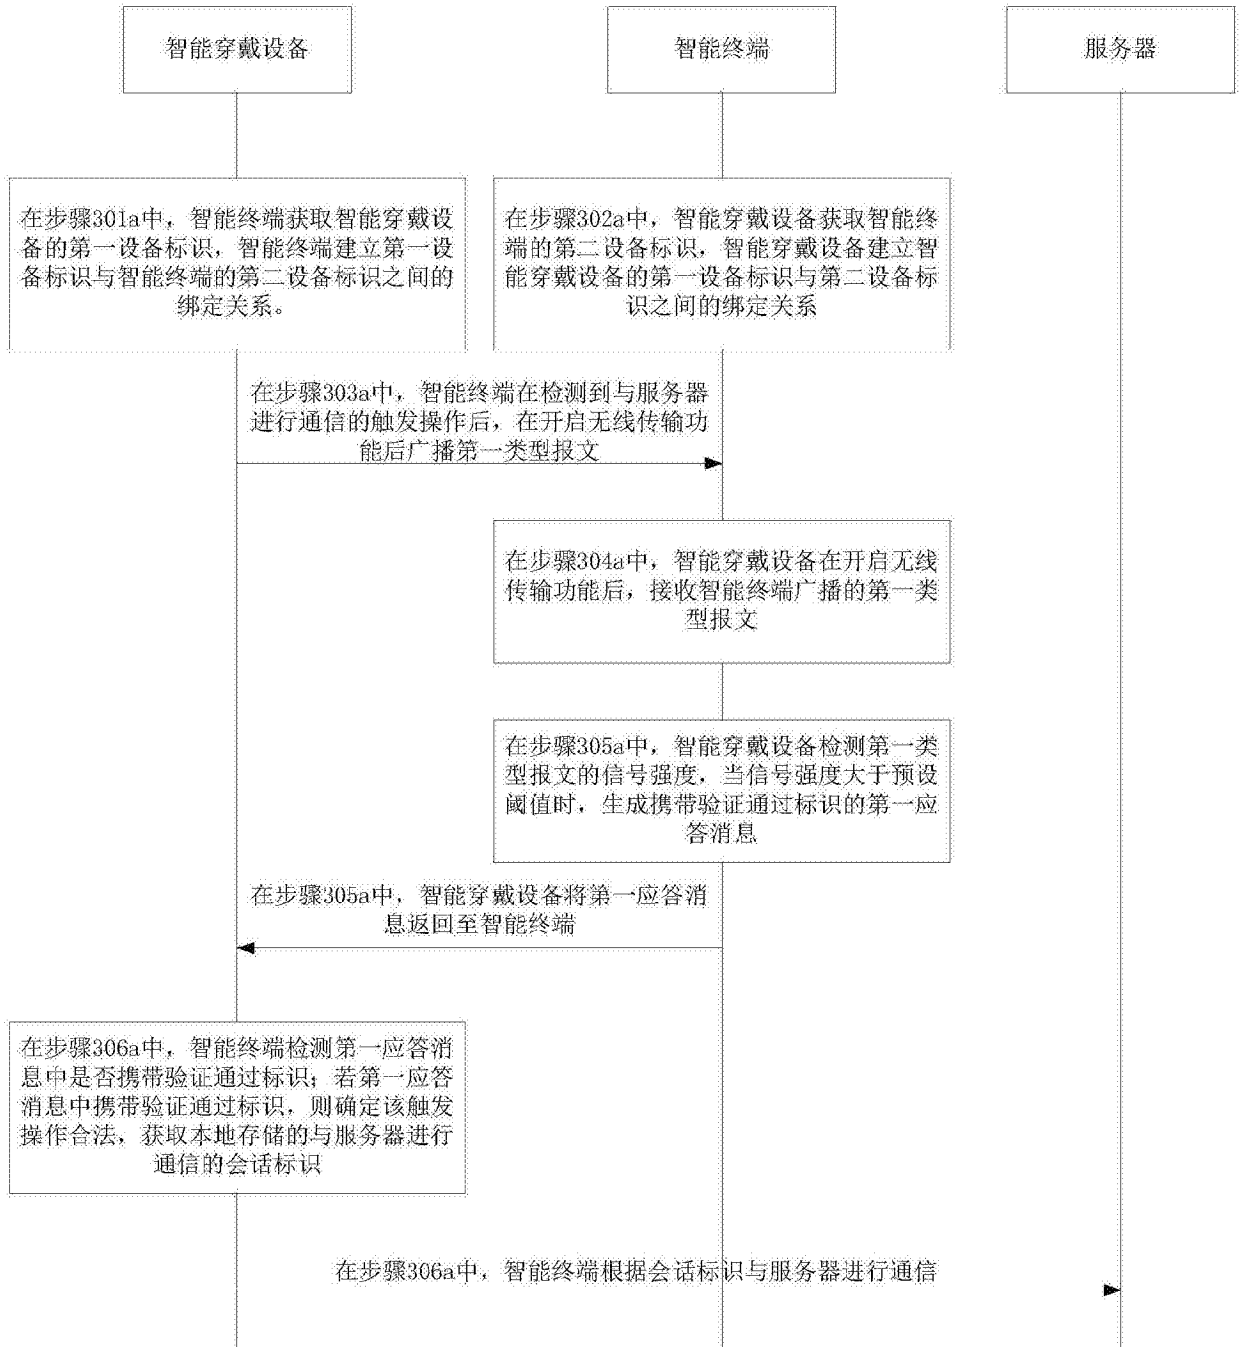 智能穿戴设备
智能终端
服务器
在步骤301a中，智能终端获取智能穿戴设
备的第一设备标识，智能终端建立第一设
备标识与智能终端的第二设备标识之间的
绑定关系。
在步骤302a中，智能穿戴设备获取智能终
端的第二设备标识，智能穿戴设备建立智
能穿戴设备的第一设备标识与第二设备标
识之间的绑定关系
在步骤303a中，智能终端在检测到与服务器
进行通信的触发操作后，在开启无线传输功
能后广播第一类型报文
在步骤304a中，智能穿戴设备在开启无线
传输功能后，接收智能终端广播的第一类
型报文
在步骤305a中，智能穿戴设备检测第一类
型报文的信号强度，当信号强度大于预设
阈值时，生成携带验证通过标识的第一应
答消息
在步骤305a中，智能穿戴设备将第一应答消
息返回至智能终端
在步骤306a中，智能终端检测第一应答消
息中是否携带验证通过标识；若第一应答
消息中携带验证通过标识，则确定该触发
操作合法，获取本地存储的与服务器进行
通信的会话标识
在步骤306a中，智能终端根据会话标识与服务器进行通信